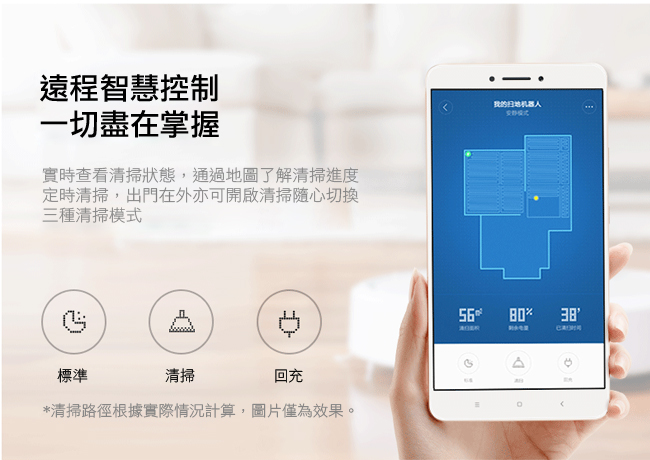 遠程智慧控制
一切盡在掌握
實時查看清掃狀態，通過地圖了解清掃進度
定時清掃，出門在外亦可開啟清掃隨心切換
三種清掃模式
標準
清掃
回充
*清掃路徑根據實際情況計算，圖片僅為效果。
我的扫地机器人
安静模式
56m²
80%
38'
清扫面积
剩余电量
已清扫时间
清扫
回充